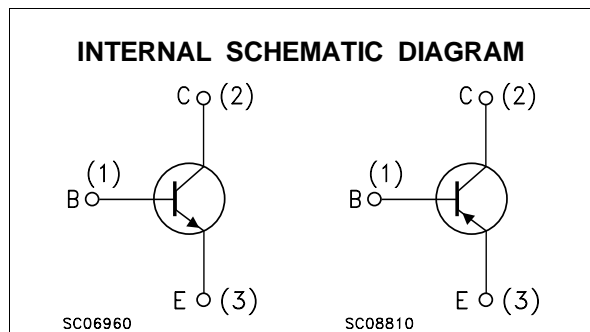 INTERNAL SCHEMATIC DIAGRAM
C (2)
C (2)
(1)
(1)
B
B
E (3)
E (3)
SC06960
SC08810